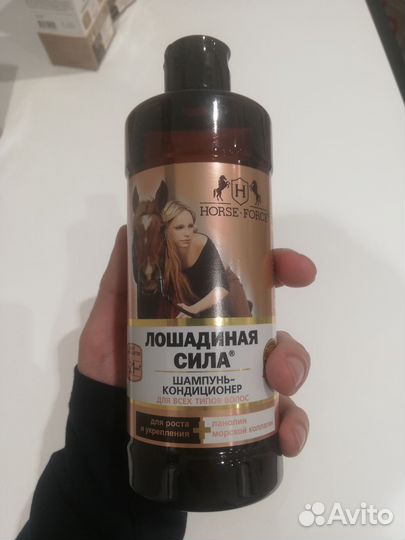 H
HORSE·FORCE
ЛОШАДИНАЯ
СИЛА®
ШАМПУНЬ-
КОНДИЦИОНЕР
ДЛЯ ВСЕХ ТИПОВ ВОЛОС
для роста
и укрепления
+
ланолин
морской коллаген
Avito